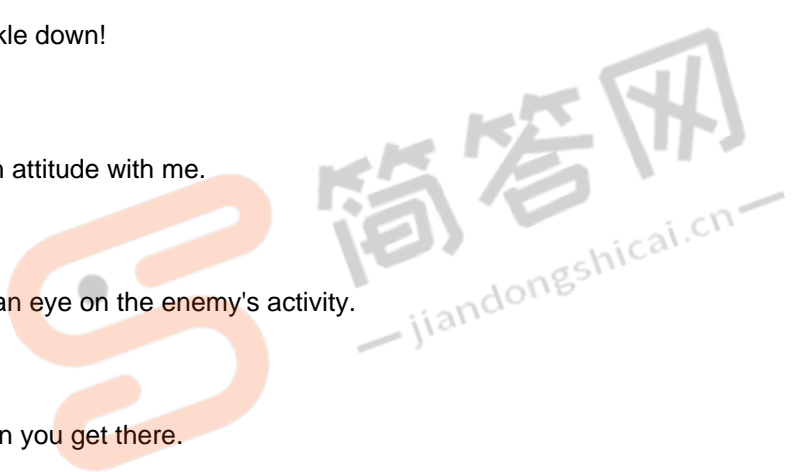 kle down!
简答网
n attitude with me.
jiandongshicai.cn
an eye on the enemy's activity.
n you get there.